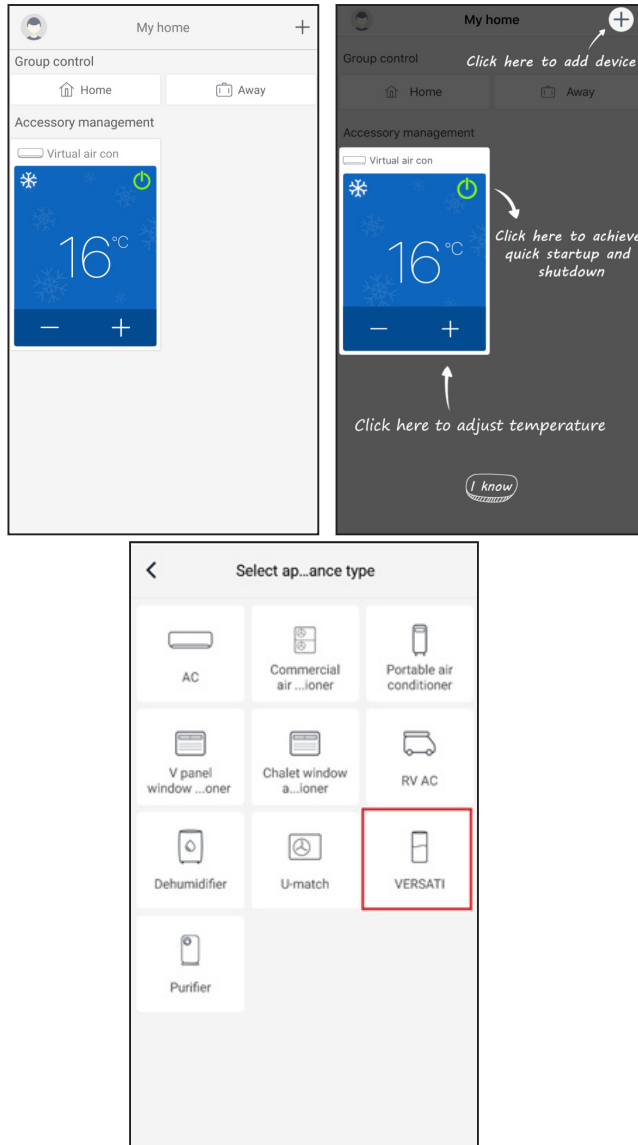 My home +
Group control
Home Away
Accessory management
Virtual air con
16°C
− +
My home +
Click here to add device
Group control
Home Away
Accessory management
Virtual air con
16°C
Click here to achieve
quick startup and
shutdown
− +
Click here to adjust temperature
I know
Select ap...ance type
AC
Commercial
air ...ioner
Portable air
conditioner
V panel
window ...oner
Chalet window
a...ioner
RV AC
Dehumidifier
U-match
VERSATI
Purifier